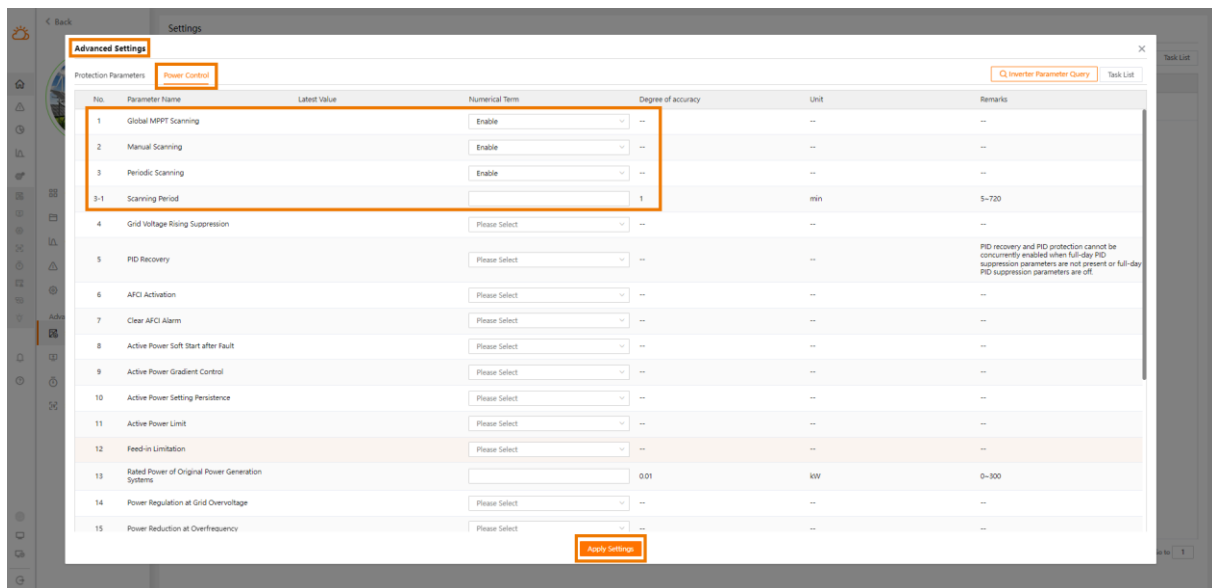 < Back
Settings
Advanced Settings
Task List
Protection Parameters Power Control Inverter Parameter Query Task List
No. Parameter Name Latest Value Numerical Term Degree of accuracy Unit Remarks
1 Global MPPT Scanning Enable -- -- --
2 Manual Scanning Enable -- -- --
3 Periodic Scanning Enable -- -- --
3-1 Scanning Period 1 min 5~720
4 Grid Voltage Rising Suppression Please Select -- -- --
5 PID Recovery Please Select -- -- PID recovery and PID protection cannot be
concurrently enabled when full-day PID
suppression parameters are not present or full-day
PID suppression parameters are off.
6 AFCI Activation Please Select -- -- --
7 Clear AFCI Alarm Please Select -- -- --
Adva
8 Active Power Soft Start after Fault Please Select -- -- --
9 Active Power Gradient Control Please Select -- -- --
10 Active Power Setting Persistence Please Select -- -- --
11 Active Power Limit Please Select -- -- --
12 Feed-in Limitation Please Select -- -- --
13 Rated Power of Original Power Generation
Systems 0.01 kW 0~300
14 Power Regulation at Grid Overvoltage Please Select -- -- --
15 Power Reduction at Overfrequency Please Select -- -- --
Apply Settings
to 1